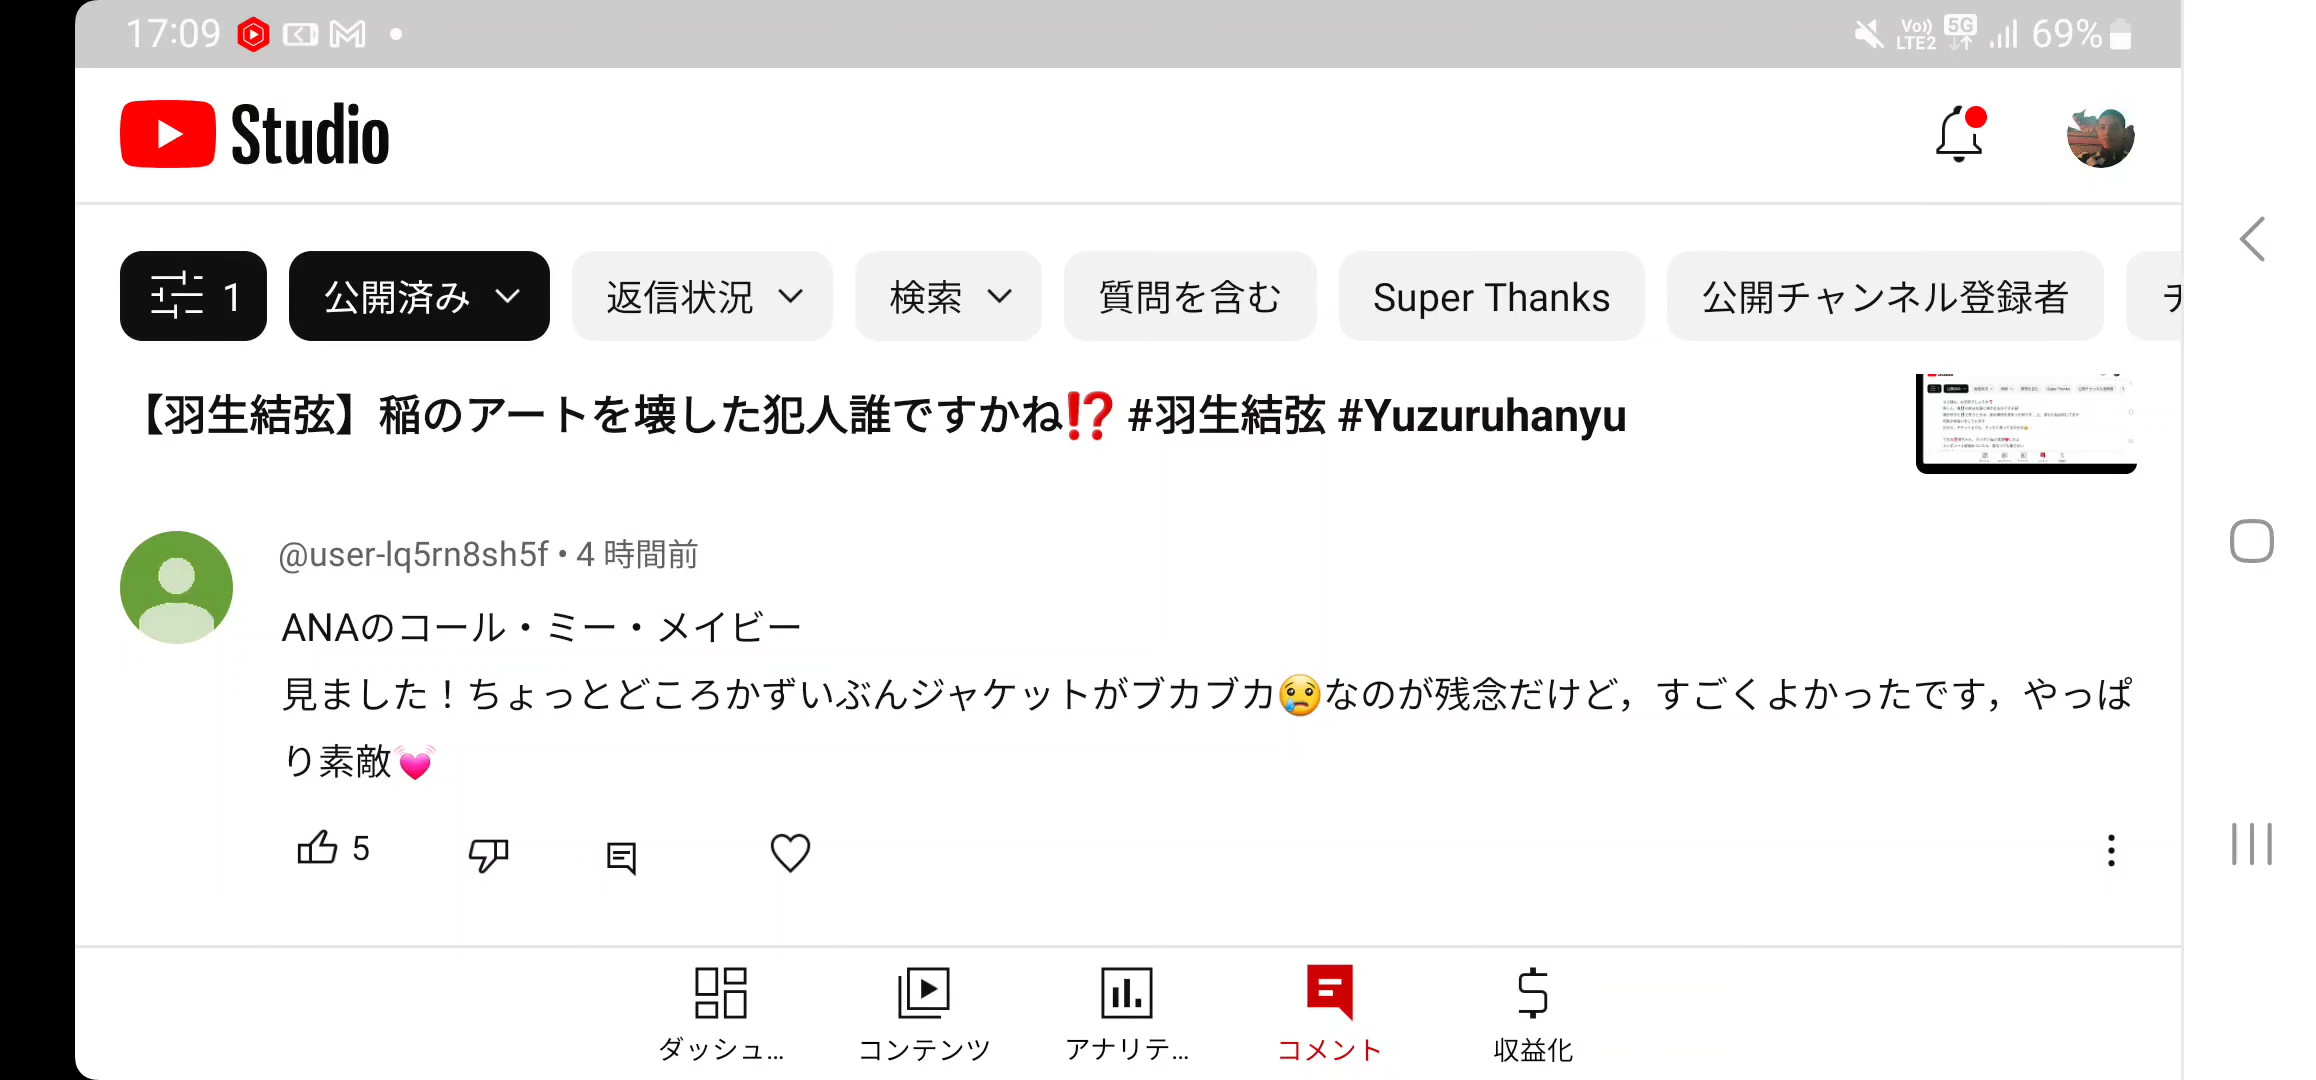 17:09
Vo)) LTE2 5G 69%
Studio
1 公開済み 返信状況 検索 質問を含む Super Thanks 公開チャンネル登録者 チ
【羽生結弦】稲のアートを壊した犯人誰ですかね⁉️ #羽生結弦 #Yuzuruhanyu
@user-lq5rn8sh5f • 4 時間前
ANAのコール・ミー・メイビー
見ました！ちょっとどころかずいぶんジャケットがブカブカ😢なのが残念だけど，すごくよかったです，やっぱ
り素敵💓
5
ダッシュ... コンテンツ アナリテ... コメント 収益化